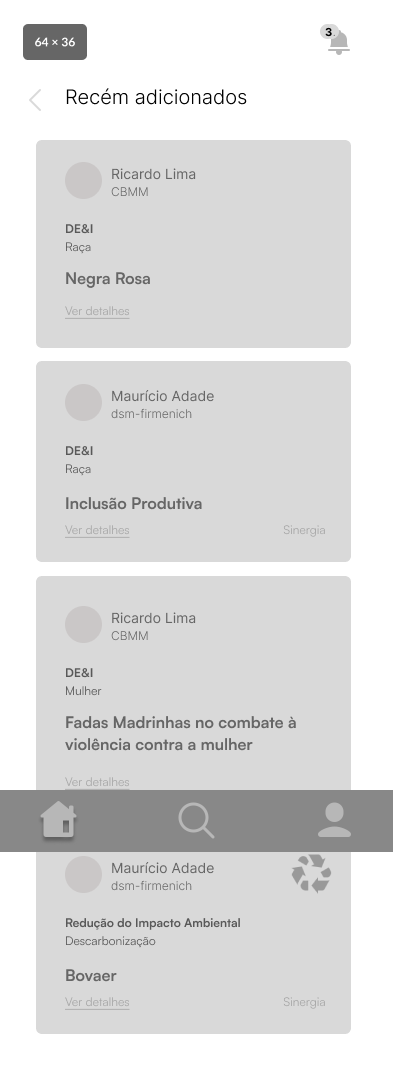 64 × 36
3
Recém adicionados
Ricardo Lima
CBMM
DE&I
Raça
Negra Rosa
Ver detalhes
Maurício Adade
dsm-firmenich
DE&I
Raça
Inclusão Produtiva
Ver detalhes
Sinergia
Ricardo Lima
CBMM
DE&I
Mulher
Fadas Madrinhas no combate à
violência contra a mulher
Ver detalhes
Maurício Adade
dsm-firmenich
Redução do Impacto Ambiental
Descarbonização
Bovaer
Ver detalhes
Sinergia